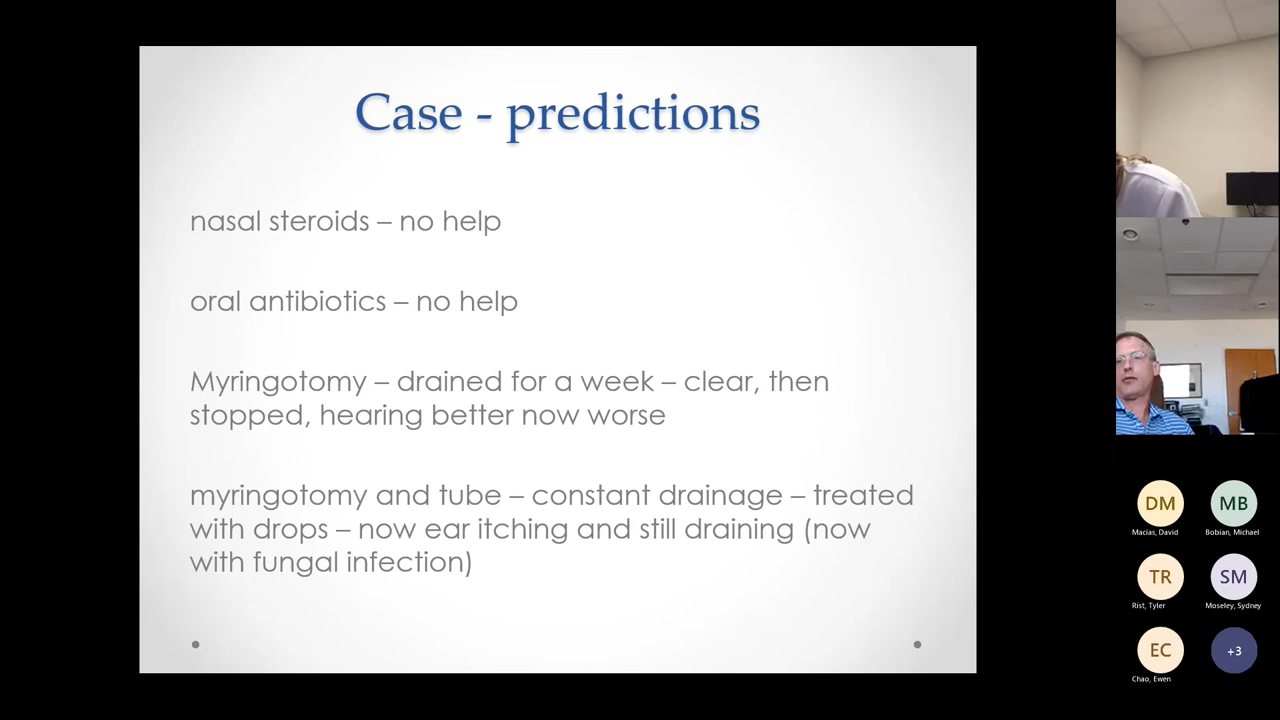 Case - predictions
nasal steroids – no help
oral antibiotics – no help
Myringotomy – drained for a week – clear, then
stopped, hearing better now worse
myringotomy and tube – constant drainage – treated
with drops – now ear itching and still draining (now
with fungal infection)
DM
MB
Macias, David
Bobian, Michael
TR
SM
Rist, Tyler
Moseley, Sydney
EC
+3
Chao, Ewen